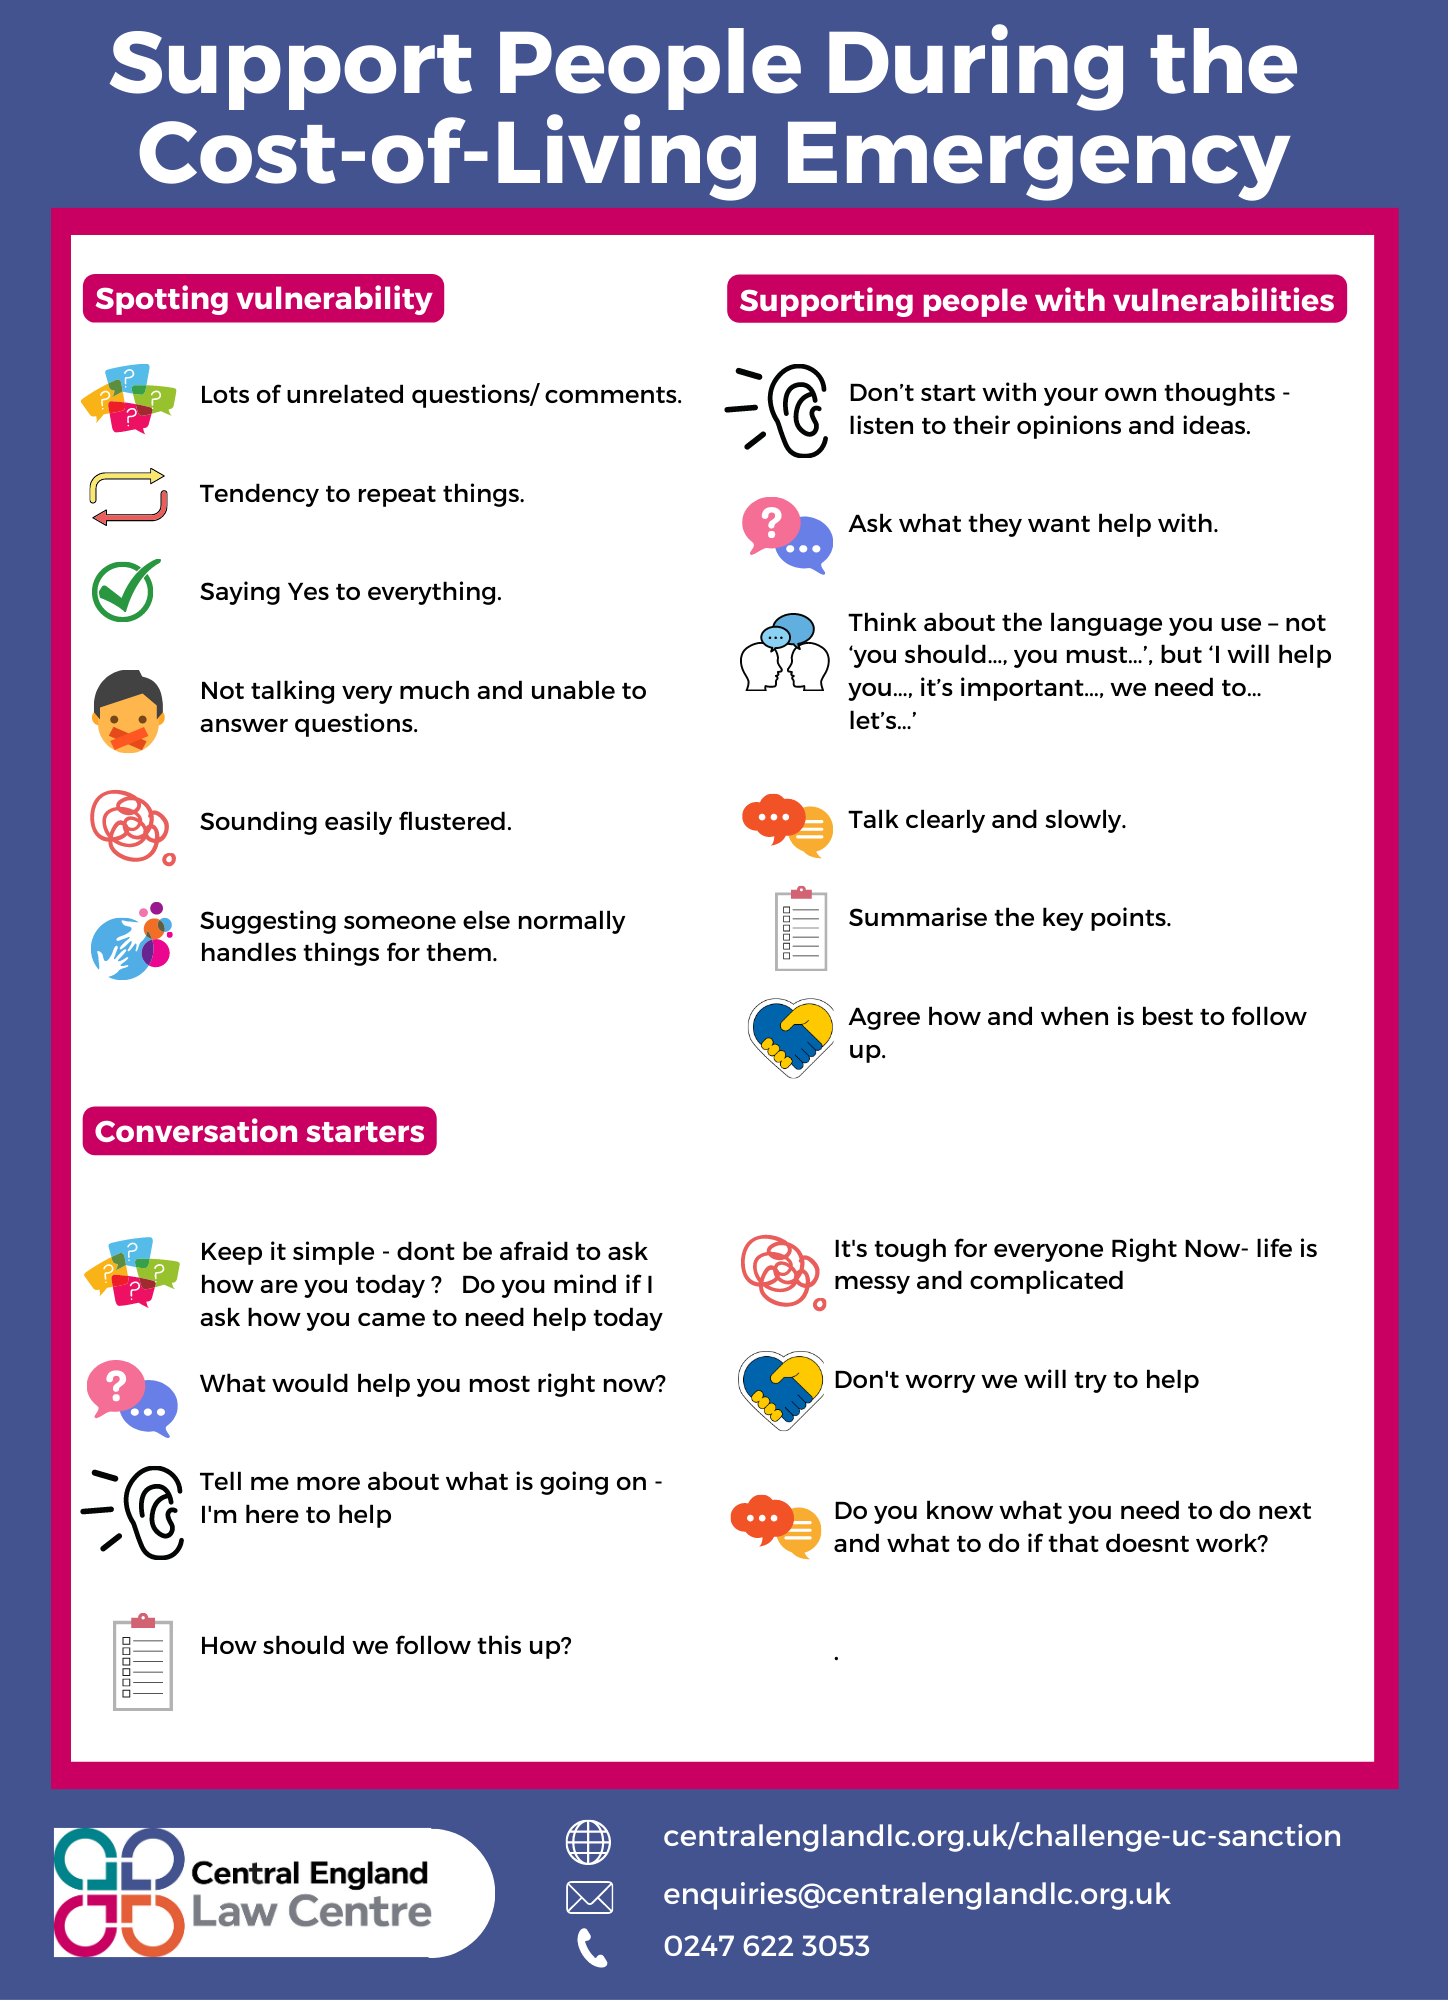 Support People During the
Cost-of-Living Emergency
Spotting vulnerability
Lots of unrelated questions/ comments.
Tendency to repeat things.
Saying Yes to everything.
Not talking very much and unable to
answer questions.
Sounding easily flustered.
Suggesting someone else normally
handles things for them.
Supporting people with vulnerabilities
Don’t start with your own thoughts -
listen to their opinions and ideas.
Ask what they want help with.
Think about the language you use – not
‘you should..., you must...’, but ‘I will help
you..., it’s important..., we need to...
let’s...’
Talk clearly and slowly.
Summarise the key points.
Agree how and when is best to follow
up.
Conversation starters
Keep it simple - dont be afraid to ask
how are you today ?   Do you mind if I
ask how you came to need help today
What would help you most right now?
Tell me more about what is going on -
I'm here to help
How should we follow this up?
It's tough for everyone Right Now- life is
messy and complicated
Don't worry we will try to help
Do you know what you need to do next
and what to do if that doesnt work?
.
Central England
Law Centre
centralenglandlc.org.uk/challenge-uc-sanction
enquiries@centralenglandlc.org.uk
0247 622 3053